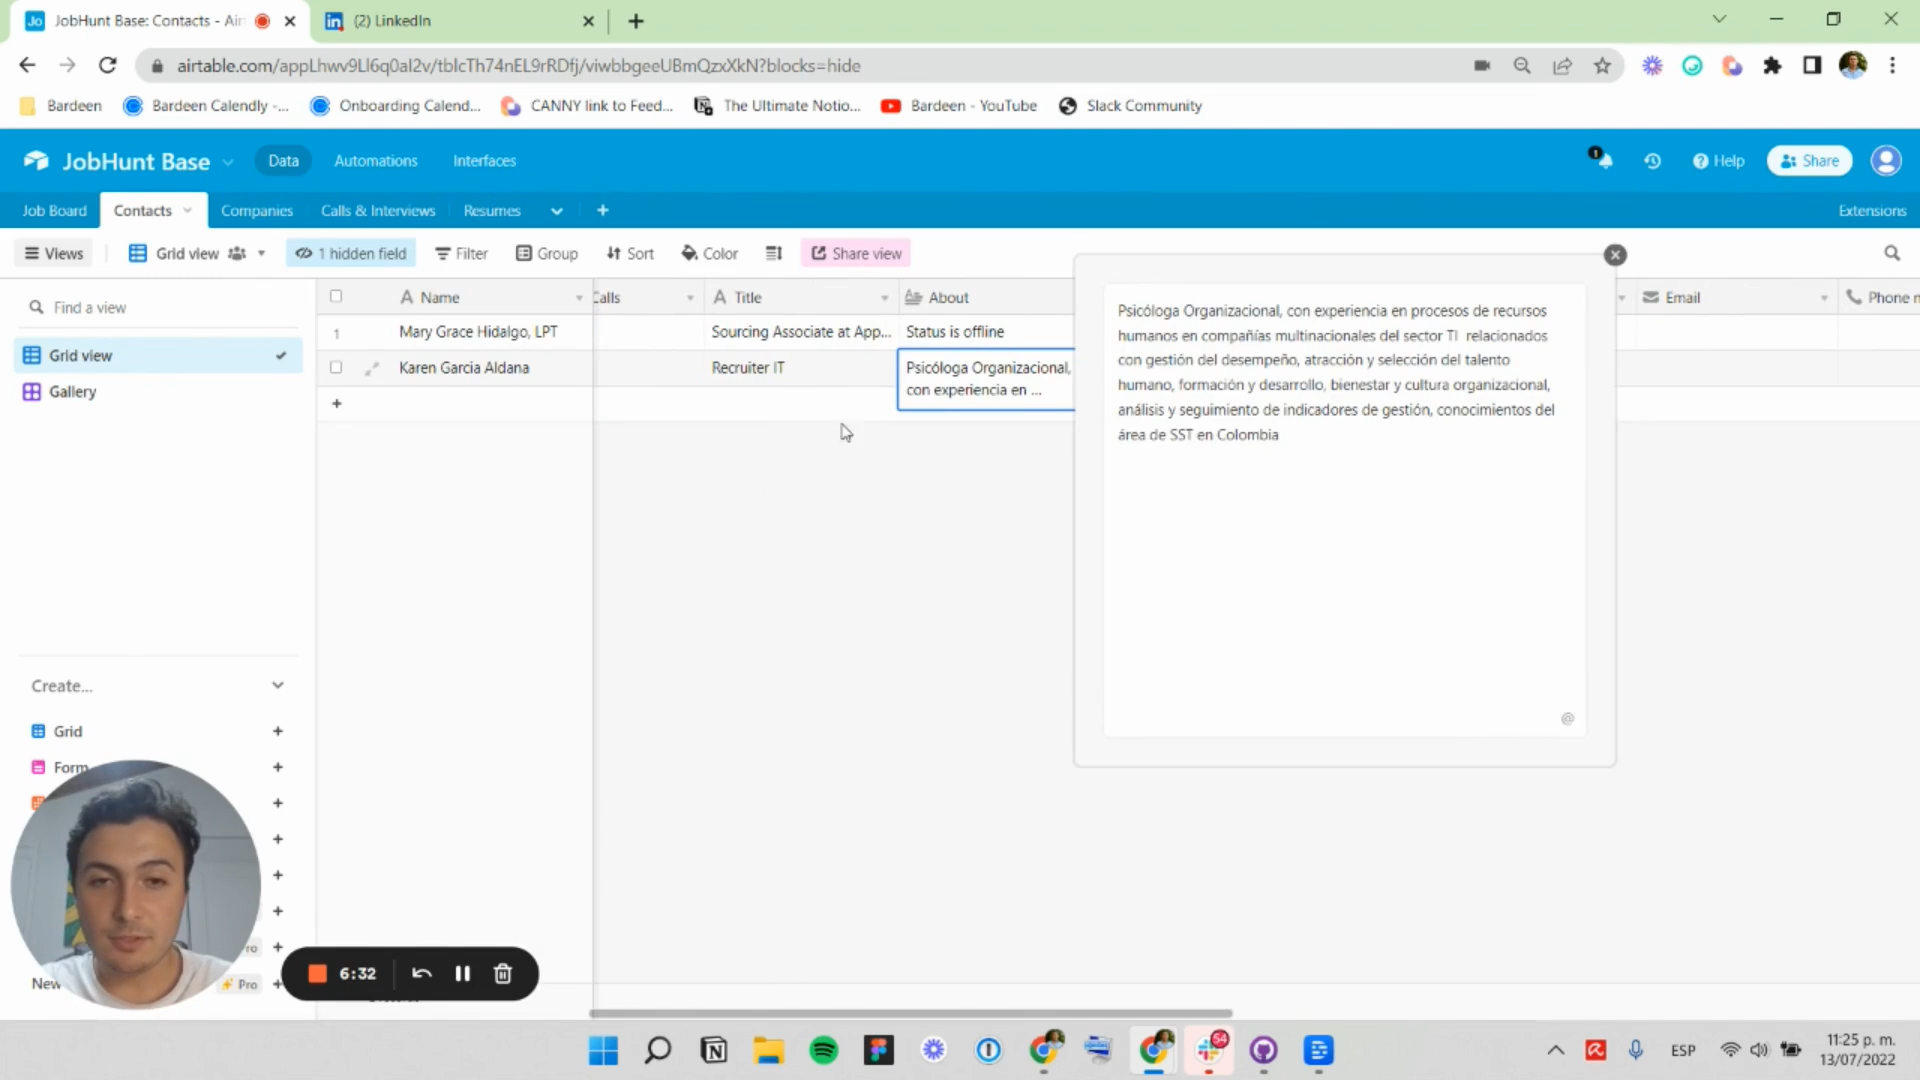 JobHunt Base: Contacts - Air
(2) LinkedIn
airtable.com/appLhwv9Ll6q0aI2v/tblcTh74nEL9rRDfj/viwbbgeeUBmQzxXkN?blocks=hide
Bardeen
Bardeen Calendly -...
Onboarding Calend...
CANNY link to Feed...
The Ultimate Notio...
Bardeen - YouTube
Slack Community
JobHunt Base
Data
Automations
Interfaces
1
Help
Share
Job Board
Contacts
Companies
Calls & Interviews
Resumes
Extensions
Views
Grid view
1 hidden field
Filter
Group
Sort
Color
Share view
Find a view
Grid view
Gallery
Name
Calls
Title
About
Email
Phone n
1
Mary Grace Hidalgo, LPT
Sourcing Associate at App...
Status is offline
Karen Garcia Aldana
Recruiter IT
Psicóloga Organizacional,
con experiencia en ...
Psicóloga Organizacional, con experiencia en procesos de recursos
humanos en compañías multinacionales del sector TI relacionados
con gestión del desempeño, atracción y selección del talento
humano, formación y desarrollo, bienestar y cultura organizacional,
análisis y seguimiento de indicadores de gestión, conocimientos del
área de SST en Colombia
@
Create...
Grid
Form
ro
New
Pro
6:32
54
ESP
11:25 p. m.
13/07/2022